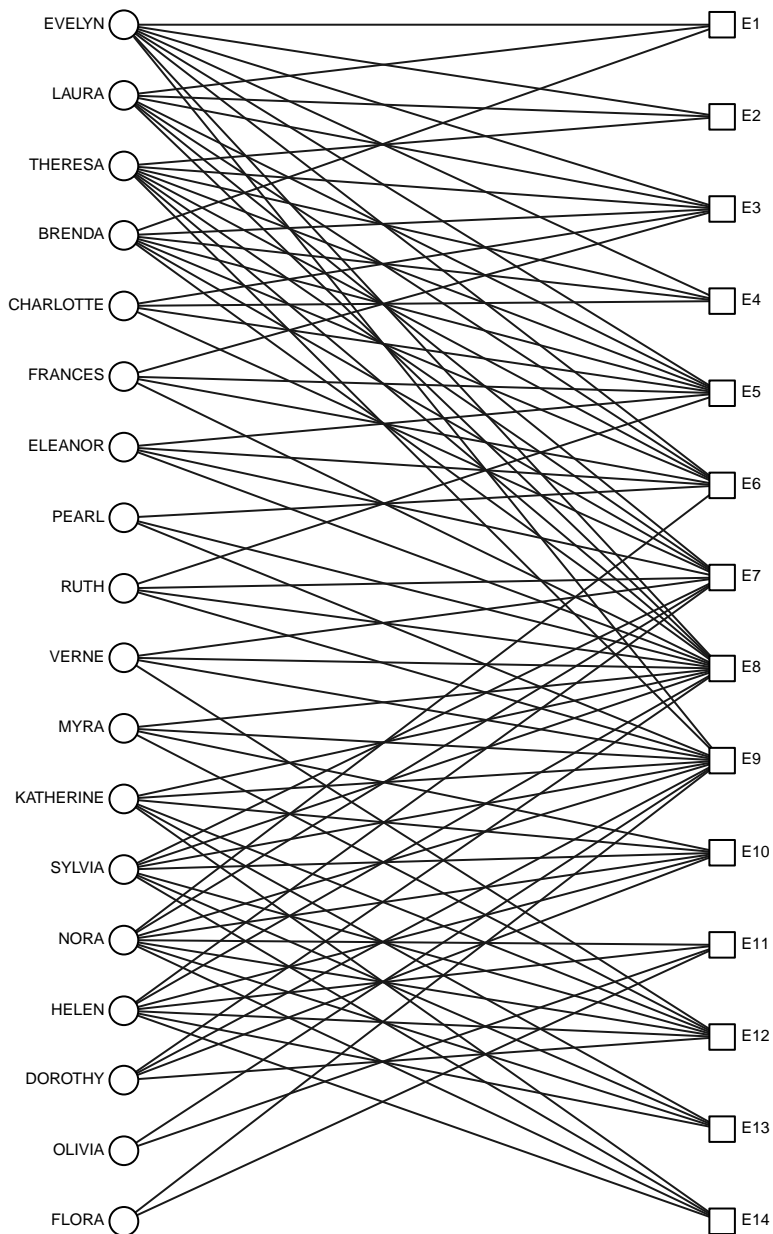 EVELYN
E1
LAURA
E2
THERESA
E3
BRENDA
E4
CHARLOTTE
FRANCES
E5
ELEANOR
E6
PEARL
E7
RUTH
VERNE
E8
MYRA
E9
KATHERINE
E10
SYLVIA
NORA
E11
HELEN
E12
DOROTHY
E13
OLIVIA
FLORA
E14